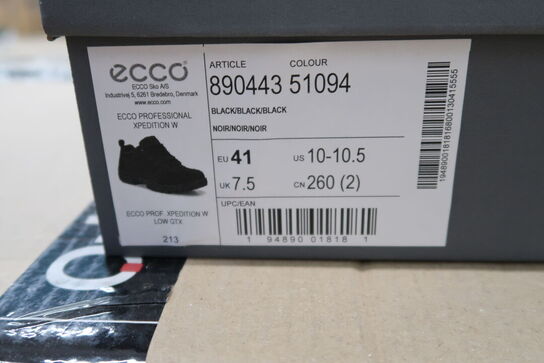 ecco
ECCO Sko A/S
Industrivej 5, 6261 Bredebro, Denmark
www.ecco.com
ECCO PROFESSIONAL
XPEDITION W
ECCO PROF. XPEDITION W
LOW GTX
213
ARTICLE COLOUR
890443 51094
BLACK/BLACK/BLACK
NOIR/NOIR/NOIR
EU 41 US 10-10.5
UK 7.5 CN 260 (2)
UPC/EAN
1 94890 01818 1